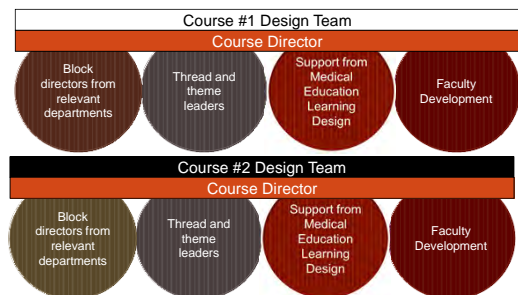 Course #1 Design Team
Course Director
Block
directors from
relevant
departments
Thread and
theme
leaders
Support from
Medical
Education
Learning
Design
Faculty
Development
Course #2 Design Team
Course Director
Block
directors from
relevant
departments
Thread and
theme
leaders
Support from
Medical
Education
Learning
Design
Faculty
Development